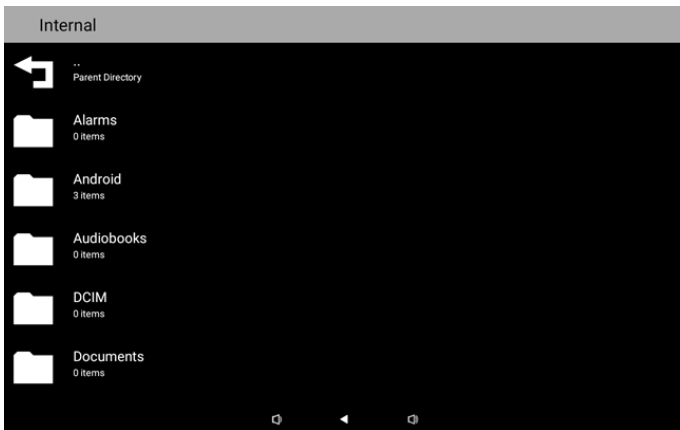 Internal
..
Parent Directory
Alarms
0 items
Android
3 items
Audiobooks
0 items
DCIM
0 items
Documents
0 items